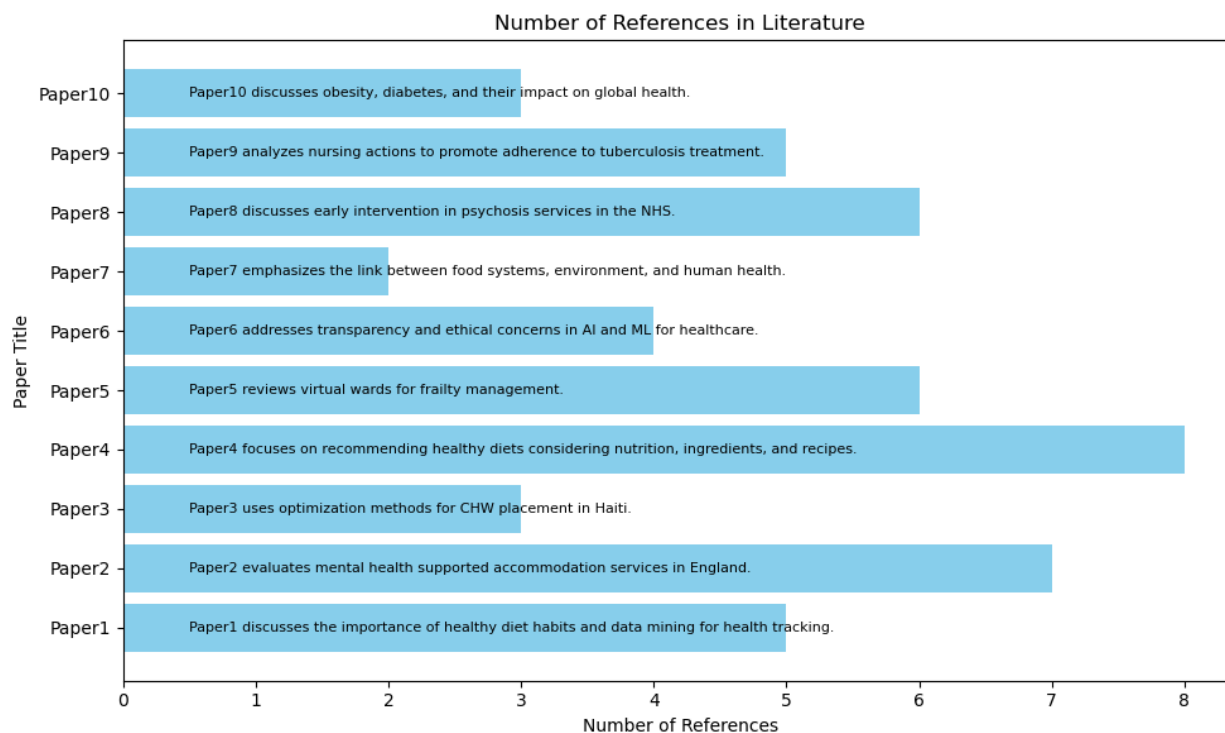 Number of References in Literature
Paper10
Paper10 discusses obesity, diabetes, and their impact on global health.
Paper9
Paper9 analyzes nursing actions to promote adherence to tuberculosis treatment.
Paper8
Paper8 discusses early intervention in psychosis services in the NHS.
Paper7
Paper7 emphasizes the link between food systems, environment, and human health.
Paper6
Paper6 addresses transparency and ethical concerns in AI and ML for healthcare.
Paper5
Paper5 reviews virtual wards for frailty management.
Paper4
Paper4 focuses on recommending healthy diets considering nutrition, ingredients, and recipes.
Paper3
Paper3 uses optimization methods for CHW placement in Haiti.
Paper2
Paper2 evaluates mental health supported accommodation services in England.
Paper1
Paper1 discusses the importance of healthy diet habits and data mining for health tracking.
Paper Title
0 1 2 3 4 5 6 7 8
Number of References